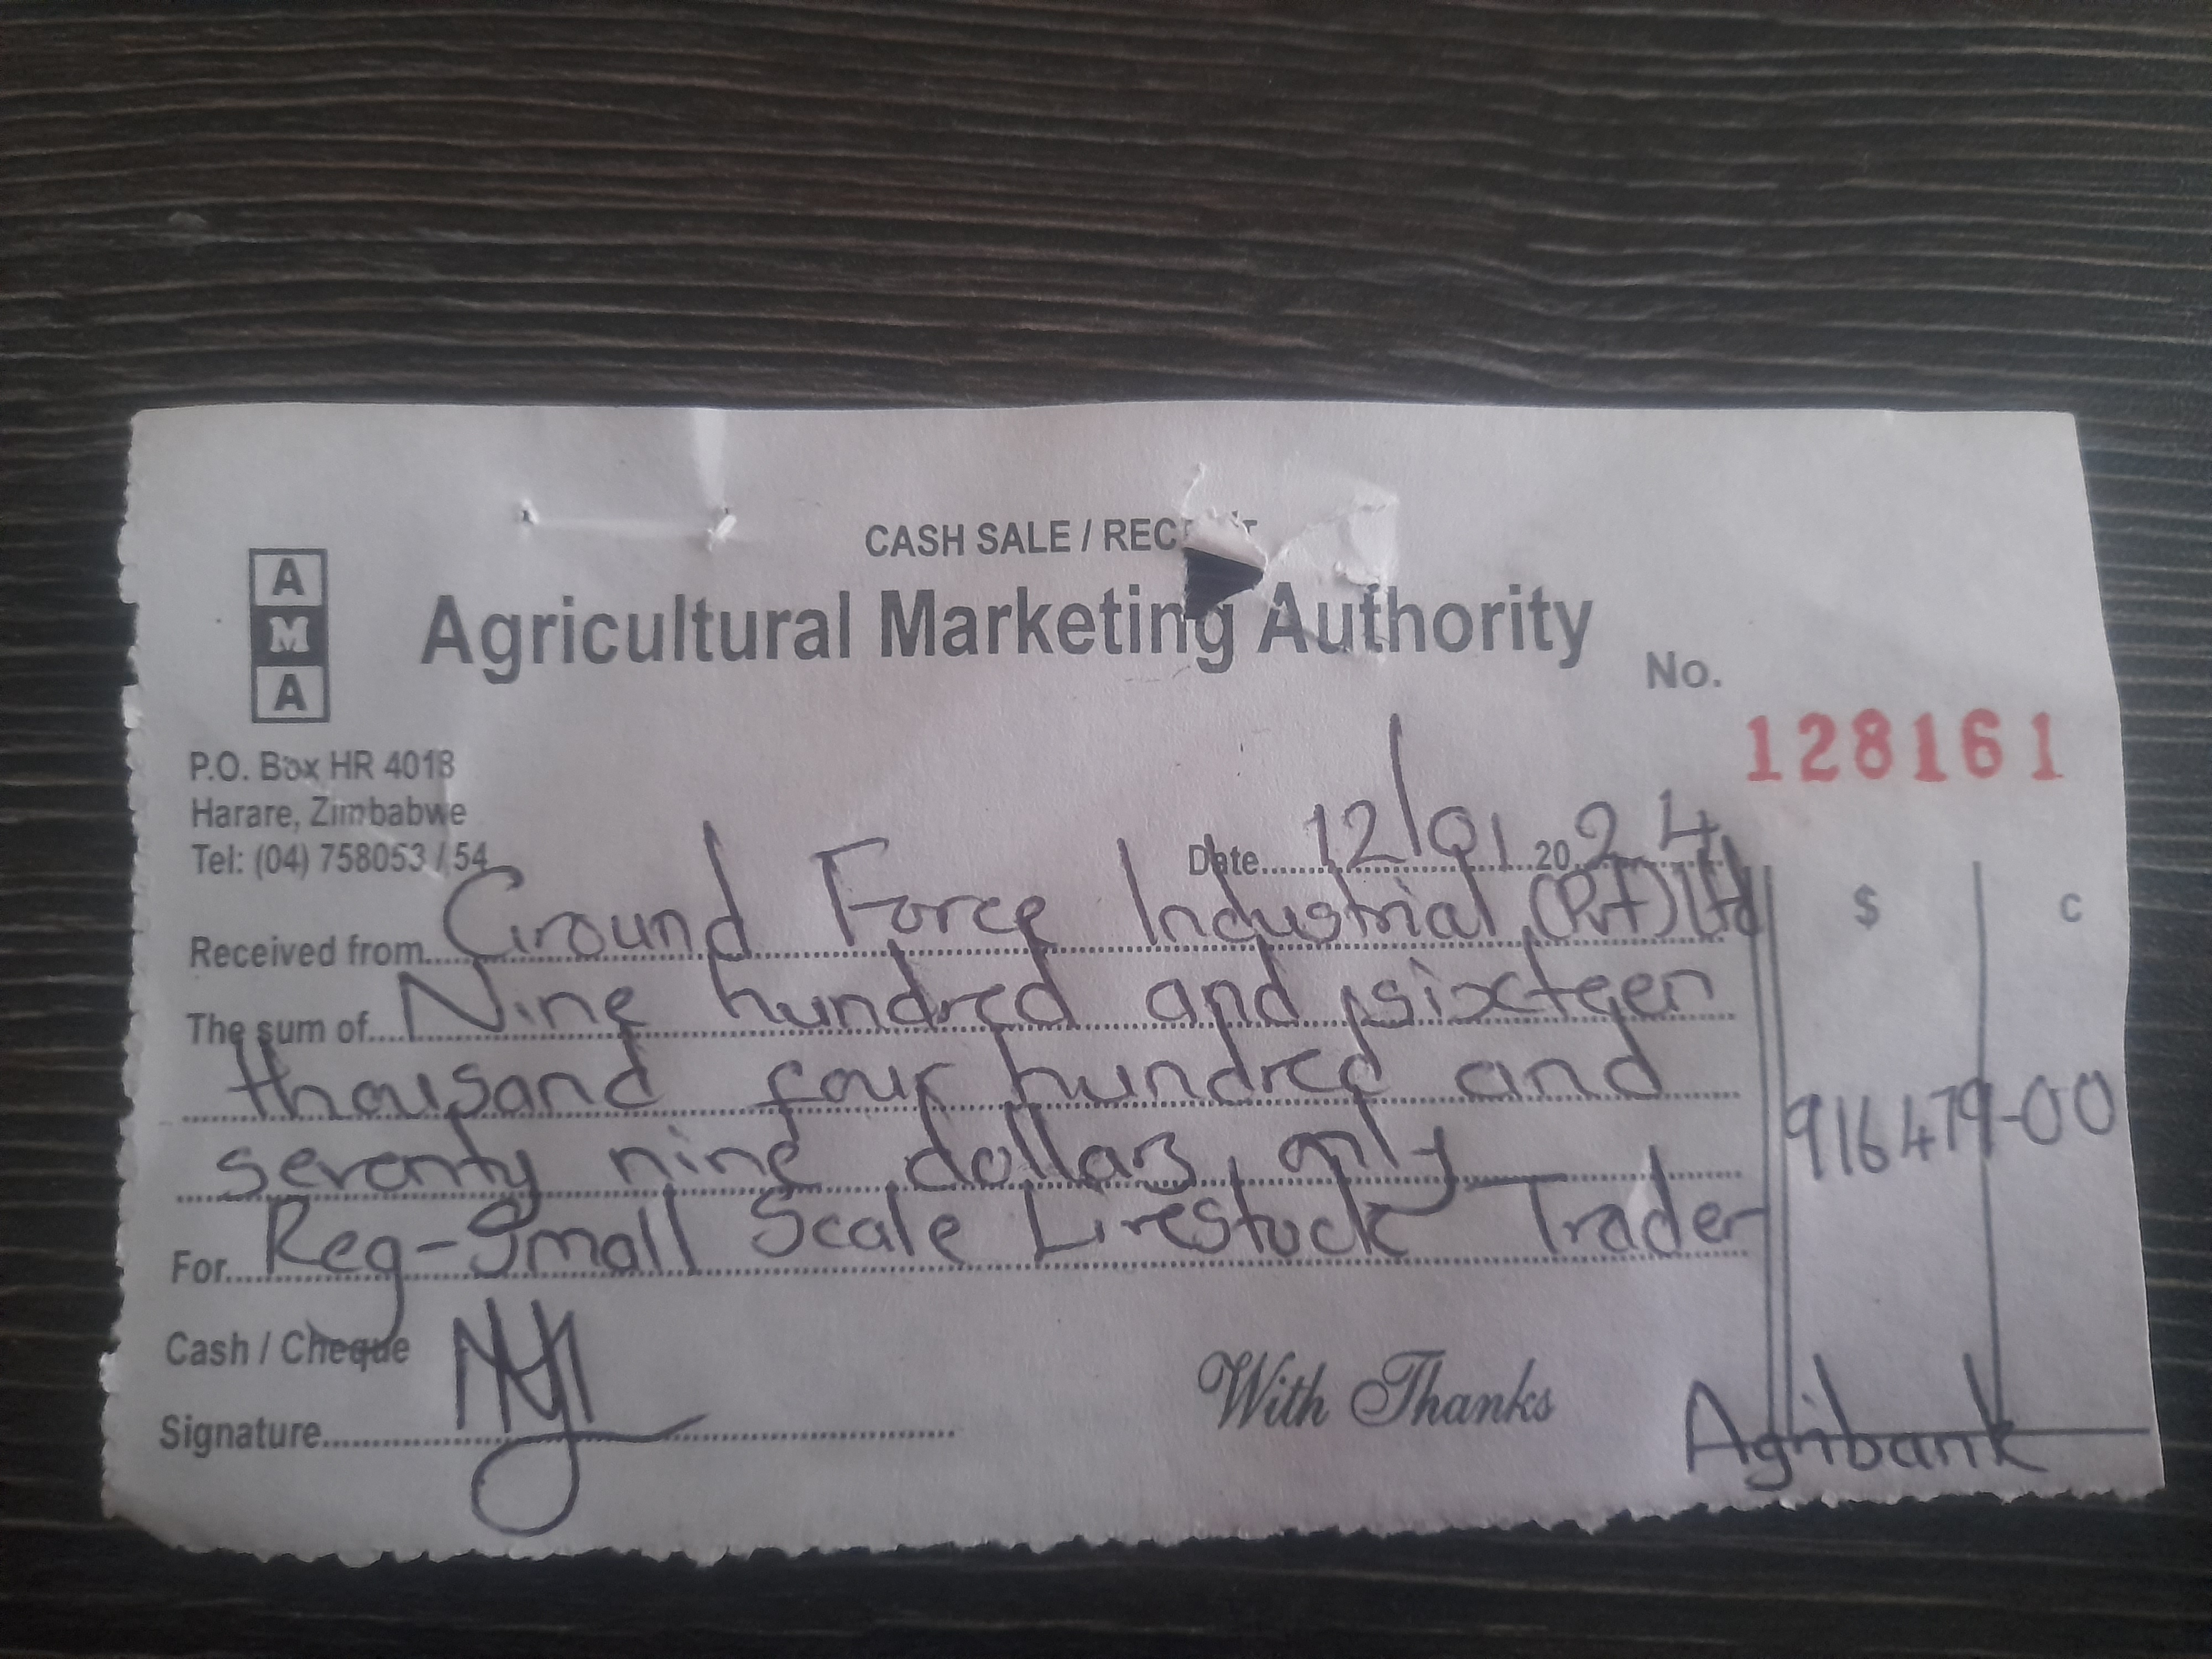 CASH SALE / REC T
A
M
A
Agricultural Marketing Authority
No.
128161
P.O. Box HR 4018
Harare, Zimbabwe
Tel: (04) 758053 / 54
Date 12/01 2024
$ c
Received from Ground Force Industrial (Pvt) Ltd
The sum of Nine hundred and sixteen
thousand four hundred and
seventy nine dollars only
916479-00
For Reg-Small Scale Livestock Trader
Cash / Cheque
With Thanks
Signature
Agribank